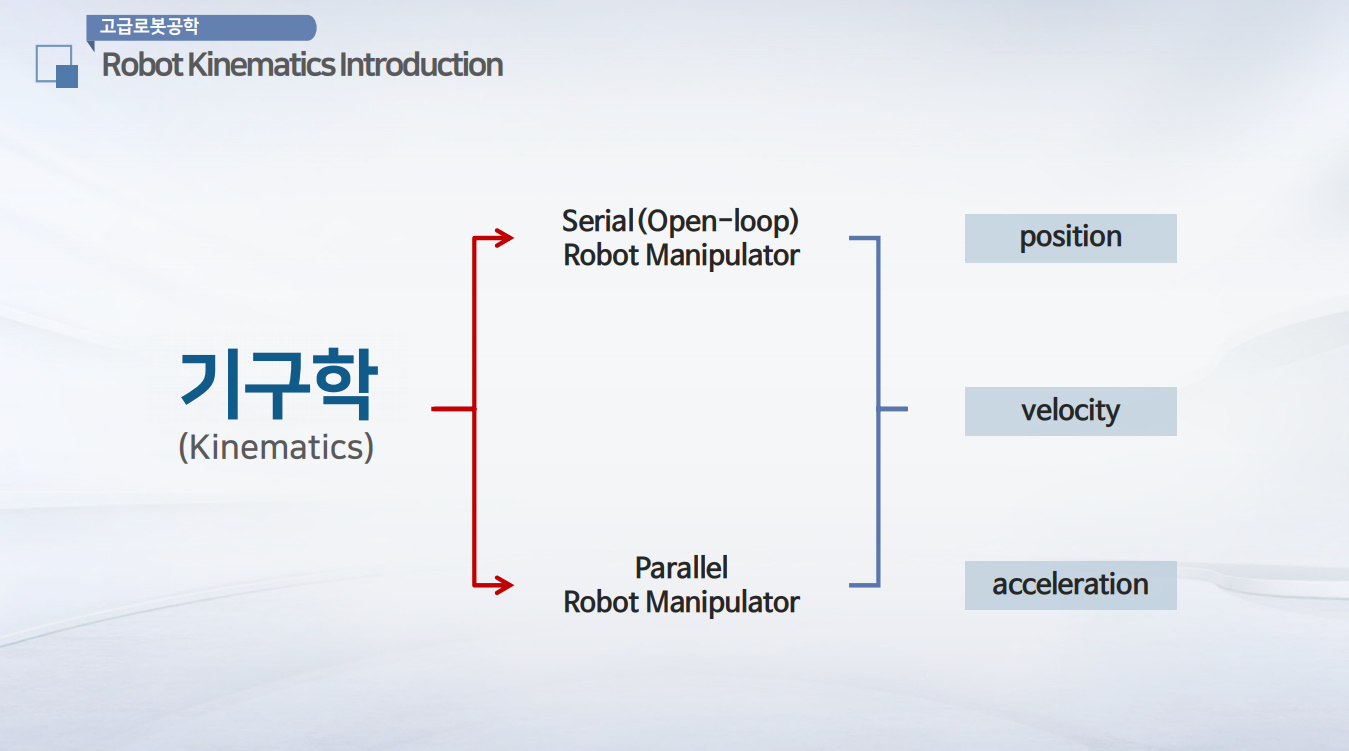 고급로봇공학
Robot Kinematics Introduction
Serial(Open-loop)
Robot Manipulator
position
기구학
(Kinematics)
velocity
Parallel
Robot Manipulator
acceleration